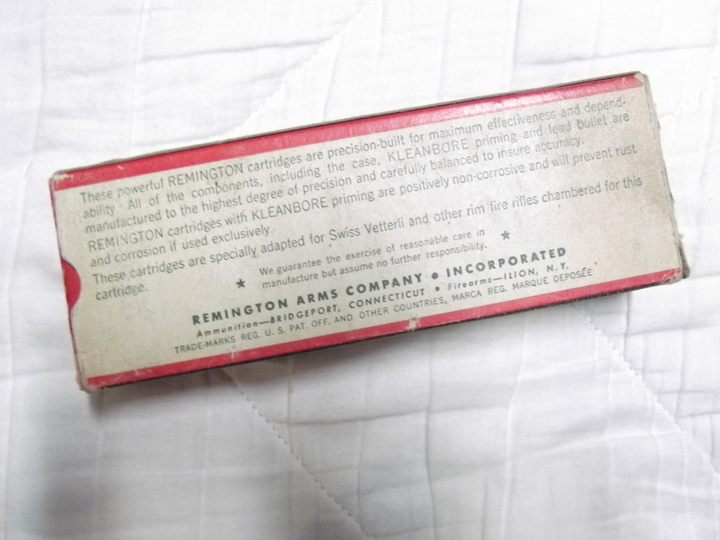 These powerful REMINGTON cartridges are precision-built for maximum effectiveness and depend-
ability. All of the components, including the case, KLEANBORE priming and lead bullet are
manufactured to the highest degree of precision and carefully balanced to insure accuracy.
REMINGTON cartridges with KLEANBORE priming are positively non-corrosive and will prevent rust
and corrosion if used exclusively.
These cartridges are specially adapted for Swiss Vetterli and other rim fire rifles chambered for this
cartridge.
★ We guarantee the exercise of reasonable care in ★
manufacture but assume no further responsibility.
REMINGTON ARMS COMPANY • INCORPORATED
Ammunition—BRIDGEPORT, CONNECTICUT • Firearms—ILION, N. Y.
TRADE-MARKS REG. U. S. PAT. OFF. AND OTHER COUNTRIES, MARCA REG. MARQUE DEPOSÉE